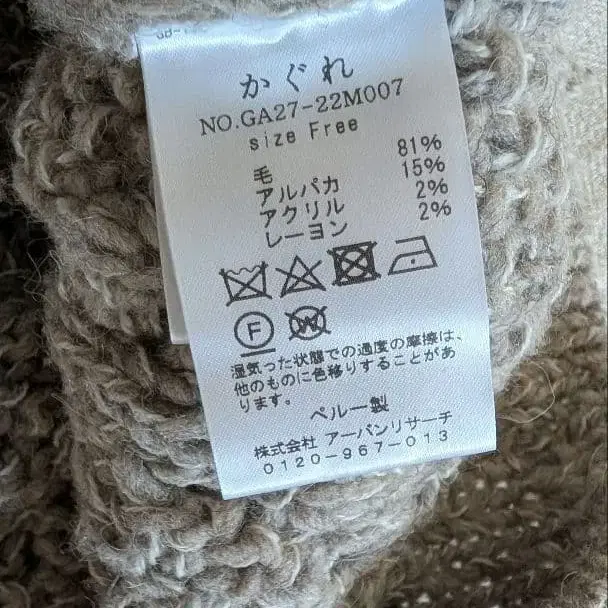 かぐれ
NO.GA27-22M007
size Free
毛 81%
アルパカ 15%
アクリル 2%
レーヨン 2%
F W
湿気った状態での過度の摩擦は、
他のものに色移りすることがあ
ります。
ペルー製
株式会社 アーバンリサーチ
0120-967-013